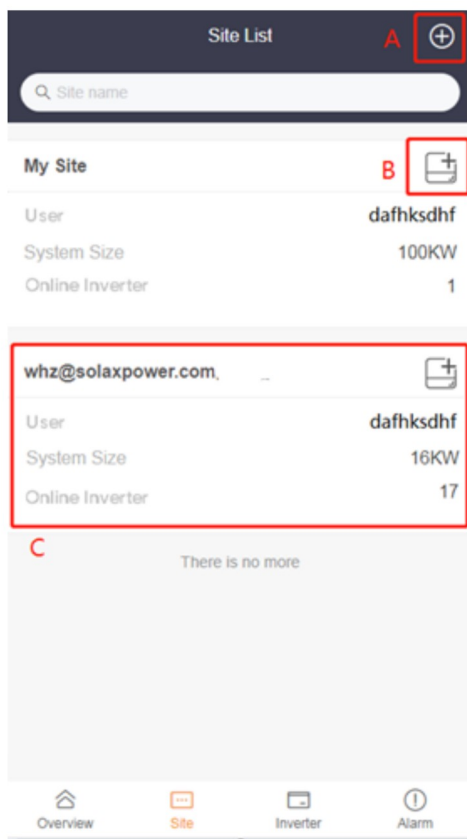 Site List
A
Site name
My Site
B
User dafhksdhf
System Size 100KW
Online Inverter 1
whz@solaxpower.com
User dafhksdhf
System Size 16KW
Online Inverter 17
C
There is no more
Overview Site Inverter Alarm